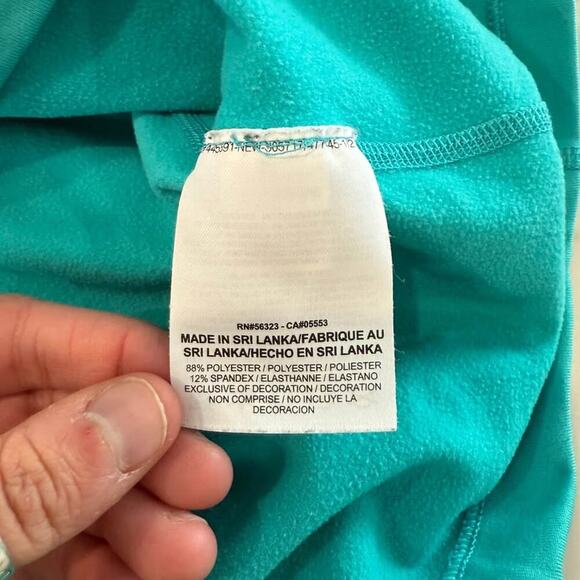 RN#56323 - CA#05553
MADE IN SRI LANKA/FABRIQUE AU
SRI LANKA/HECHO EN SRI LANKA
88% POLYESTER / POLYESTER / POLIESTER
12% SPANDEX / ELASTHANNE / ELASTANO
EXCLUSIVE OF DECORATION / DECORATION
NON COMPRISE / NO INCLUYE LA
DECORACION